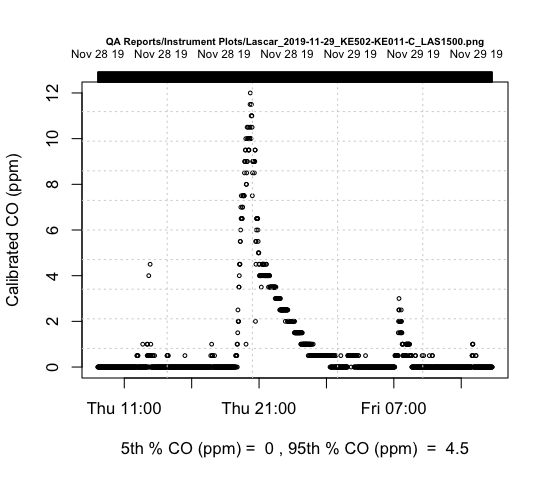 QA Reports/Instrument Plots/Lascar_2019-11-29_KE502-KE011-C_LAS1500.png
Nov 28 19 Nov 28 19 Nov 28 19 Nov 29 19 Nov 29 19 Nov 29 19 Nov 29 19
12
10
8
6
4
2
0
Calibrated CO (ppm)
Thu 11:00 Thu 21:00 Fri 07:00
5th % CO (ppm) = 0 , 95th % CO (ppm) = 4.5